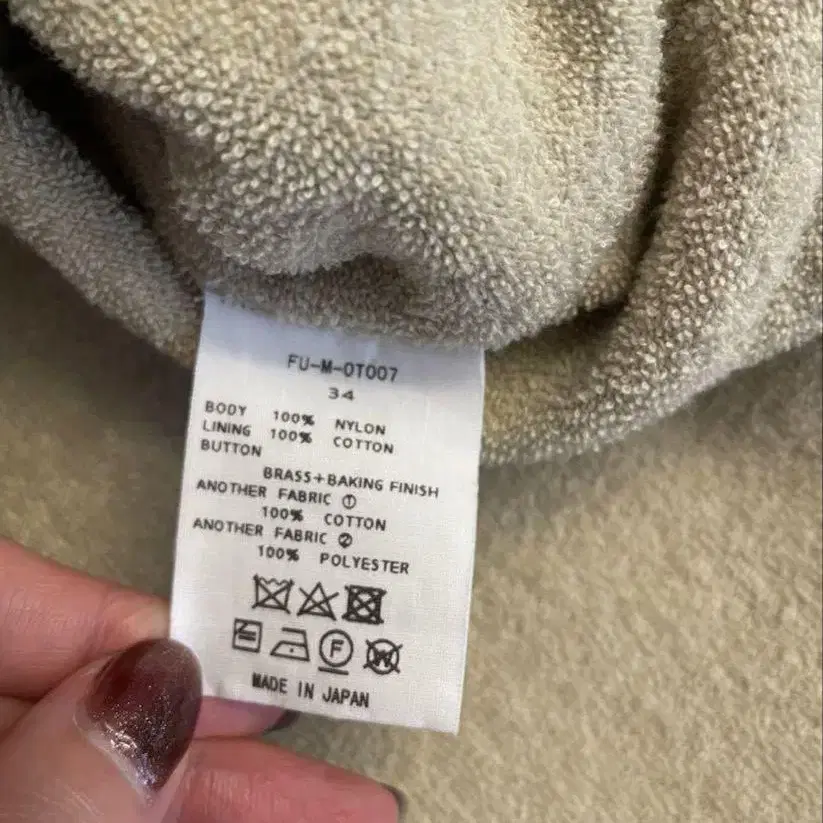 FU-M-OT007
34
BODY 100% NYLON
LINING 100% COTTON
BUTTON
BRASS+BAKING FINISH
ANOTHER FABRIC ①
100% COTTON
ANOTHER FABRIC ②
100% POLYESTER
F W
MADE IN JAPAN